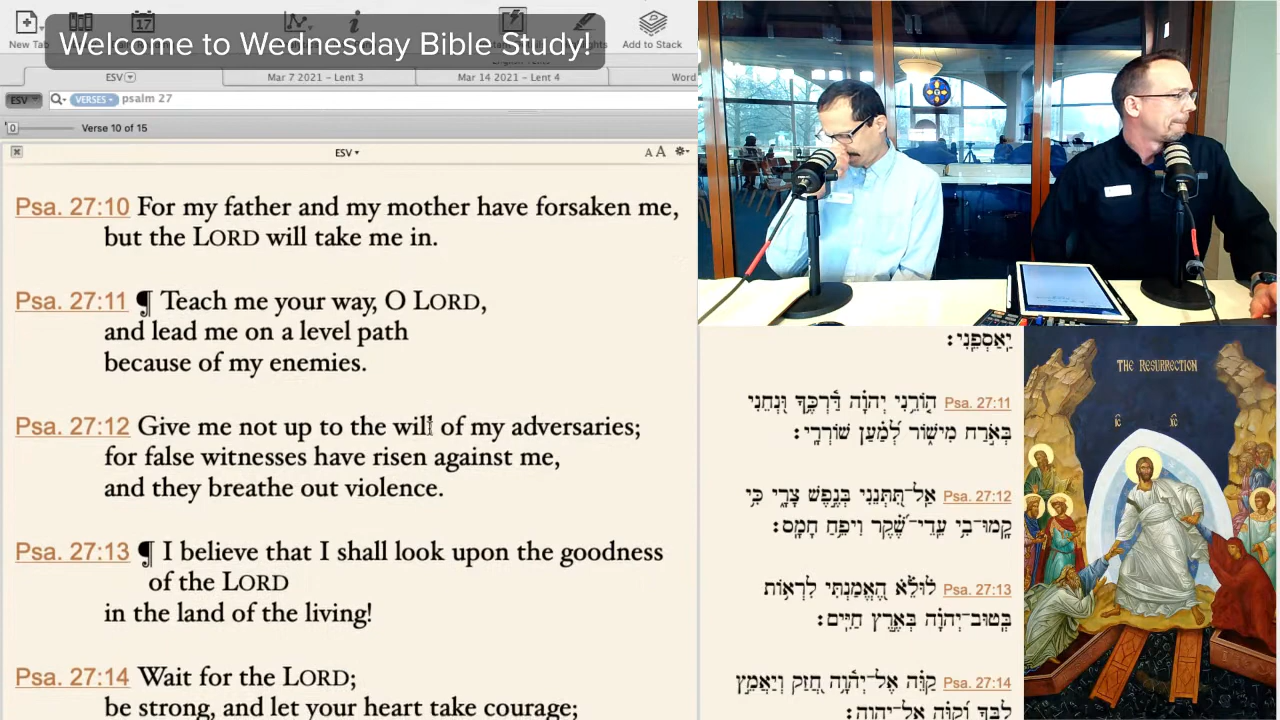 New Tab
17
Add to Stack
Welcome to Wednesday Bible Study!
ESV
Mar 7 2021 – Lent 3
Mar 14 2021 – Lent 4
Word
ESV
VERSES
psalm 27
0
Verse 10 of 15
ESV
A A
Psa. 27:10 For my father and my mother have forsaken me,
but the LORD will take me in.
Psa. 27:11 ¶ Teach me your way, O LORD,
and lead me on a level path
because of my enemies.
Psa. 27:12 Give me not up to the will of my adversaries;
for false witnesses have risen against me,
and they breathe out violence.
Psa. 27:13 ¶ I believe that I shall look upon the goodness
of the LORD
in the land of the living!
Psa. 27:14 Wait for the LORD;
be strong, and let your heart take courage;
יַֽאַסְפֵֽנִי׃
Psa. 27:11 ה֤וֹרֵ֥נִי יְהוָ֗ה דַּ֫רְכֶּ֥ךָ וּ֭נְחֵנִי
בְּאֹ֣רַח מִישׁ֑וֹר לְ֝מַ֗עַן שׁוֹרְרָֽי׃
Psa. 27:12 אַֽל־תִּ֭תְּנֵנִי בְּנֶ֣פֶשׁ צָרָ֑י כִּ֥י
קָֽמוּ־בִ֥י עֵֽדֵי־שֶׁ֝֗קֶר וִיפֵ֥חַ חָמָֽס׃
Psa. 27:13 לׅׄוּלֵׅׄ֗אׅׄ הֶ֭אֱמַנְתִּי לִרְא֥וֹת
בְּֽטוּב־יְהוָ֗ה בְּאֶ֣רֶץ חַיִּֽים׃
Psa. 27:14 קַוֵּ֗ה אֶל־יְה֫וָ֥ה חֲ֭זַק וְיַאֲמֵ֣ץ
לִבֶּ֑ךָ וְ֝קַוֵּ֗ה אֶל־יְהוָֽה׃
THE RESURRECTION
IC XC